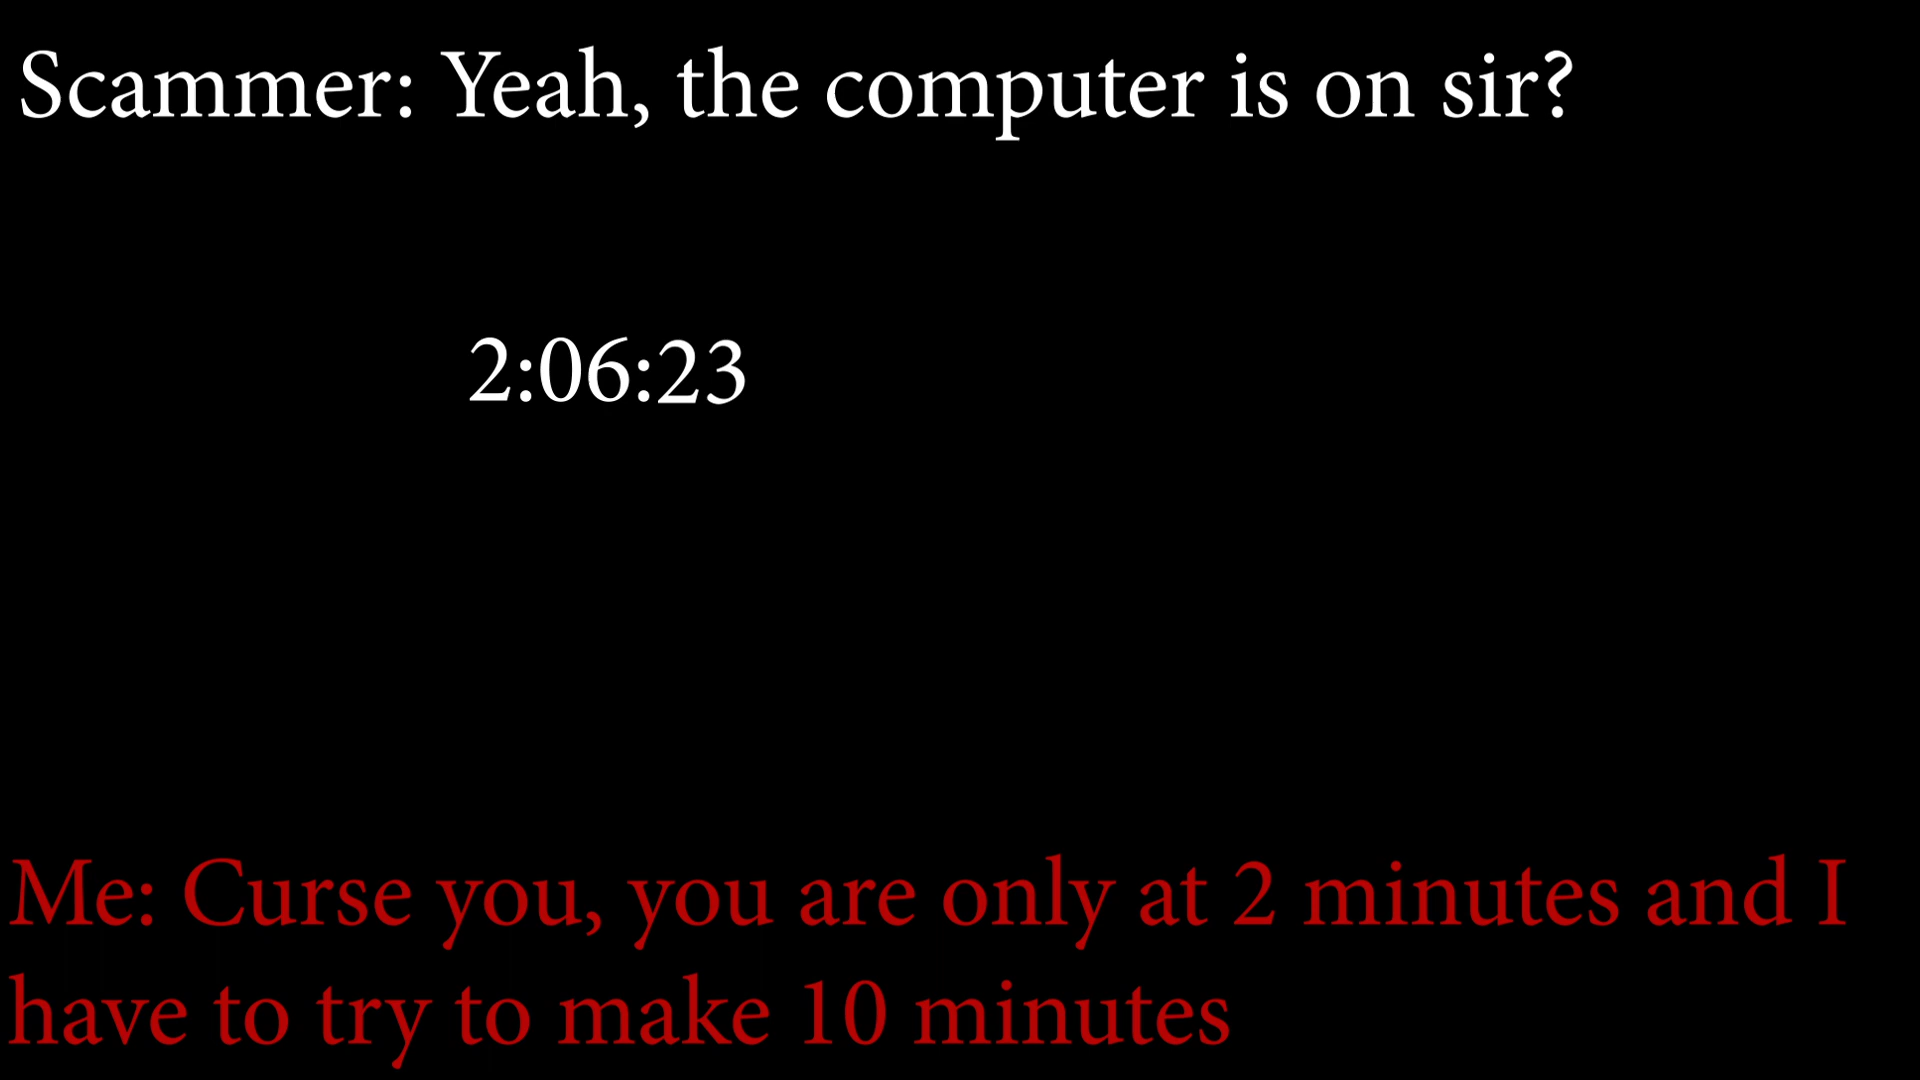 Scammer: Yeah, the computer is on sir?
2:06:23
Me: Curse you, you are only at 2 minutes and I
have to try to make 10 minutes